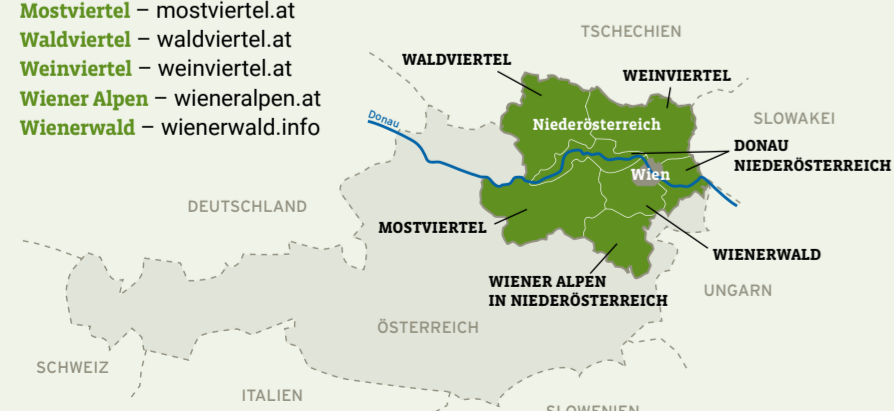 Mostviertel – mostviertel.at
Waldviertel – waldviertel.at
Weinviertel – weinviertel.at
Wiener Alpen – wieneralpen.at
Wienerwald – wienerwald.info
TSCHECHIEN
WALDVIERTEL
WEINVIERTEL
Donau
Niederösterreich
SLOWAKEI
DONAU
NIEDERÖSTERREICH
Wien
DEUTSCHLAND
MOSTVIERTEL
WIENERWALD
WIENER ALPEN
IN NIEDERÖSTERREICH
UNGARN
ÖSTERREICH
SCHWEIZ
ITALIEN
SLOWENIEN